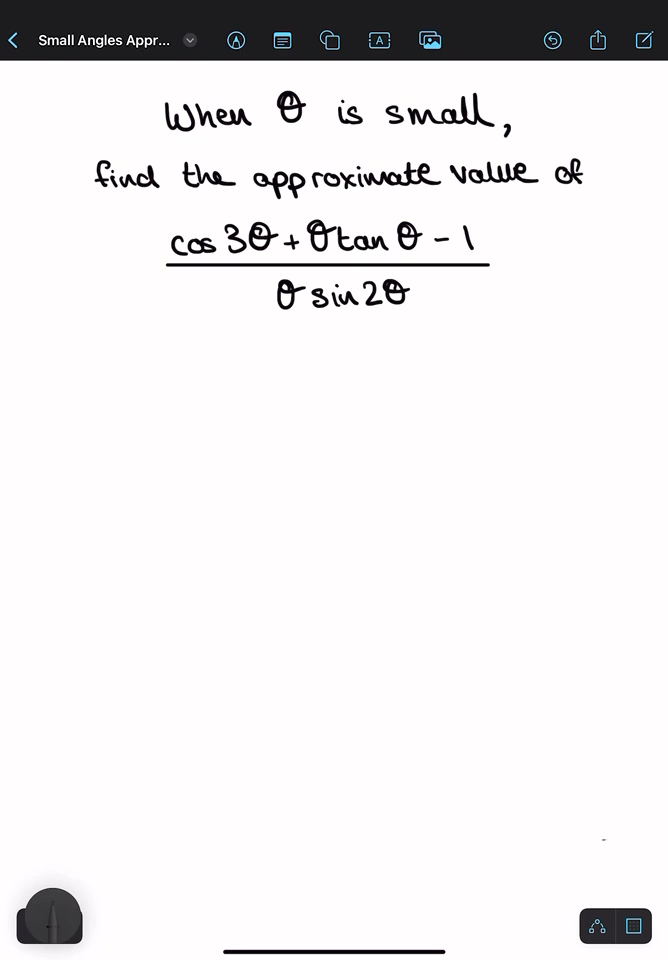 Small Angles Appr...
When θ is small,
find the approximate value of
cos 3θ + θ tan θ - 1
θ sin 2θ